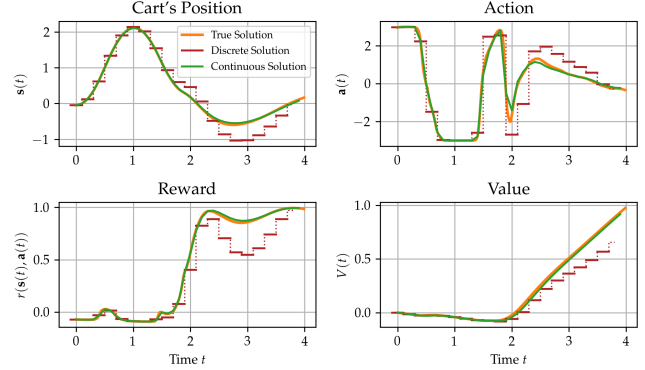 Cart's Position
Action
s(t)
2
1
0
−1
0
1
2
3
4
True Solution
Discrete Solution
Continuous Solution
a(t)
2
0
−2
0
1
2
3
4
Reward
Value
r(s(t), a(t))
1.0
0.5
0.0
0
1
2
3
4
Time t
V(t)
1.0
0.5
0.0
0
1
2
3
4
Time t